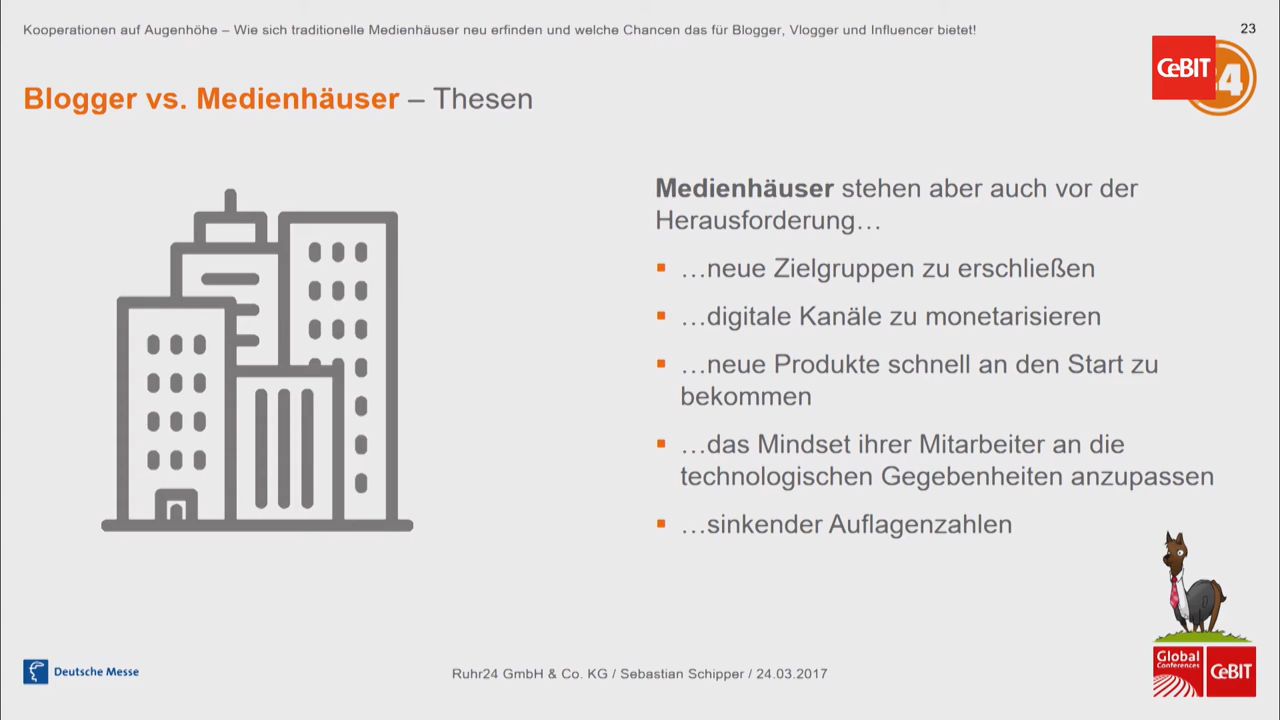 Kooperationen auf Augenhöhe – Wie sich traditionelle Medienhäuser neu erfinden und welche Chancen das für Blogger, Vlogger und Influencer bietet!
23
CeBIT
4
Blogger vs. Medienhäuser – Thesen
Medienhäuser stehen aber auch vor der
Herausforderung…
…neue Zielgruppen zu erschließen
…digitale Kanäle zu monetarisieren
…neue Produkte schnell an den Start zu
bekommen
…das Mindset ihrer Mitarbeiter an die
technologischen Gegebenheiten anzupassen
…sinkender Auflagenzahlen
Deutsche Messe
Ruhr24 GmbH & Co. KG / Sebastian Schipper / 24.03.2017
Global
Conferences
CeBIT